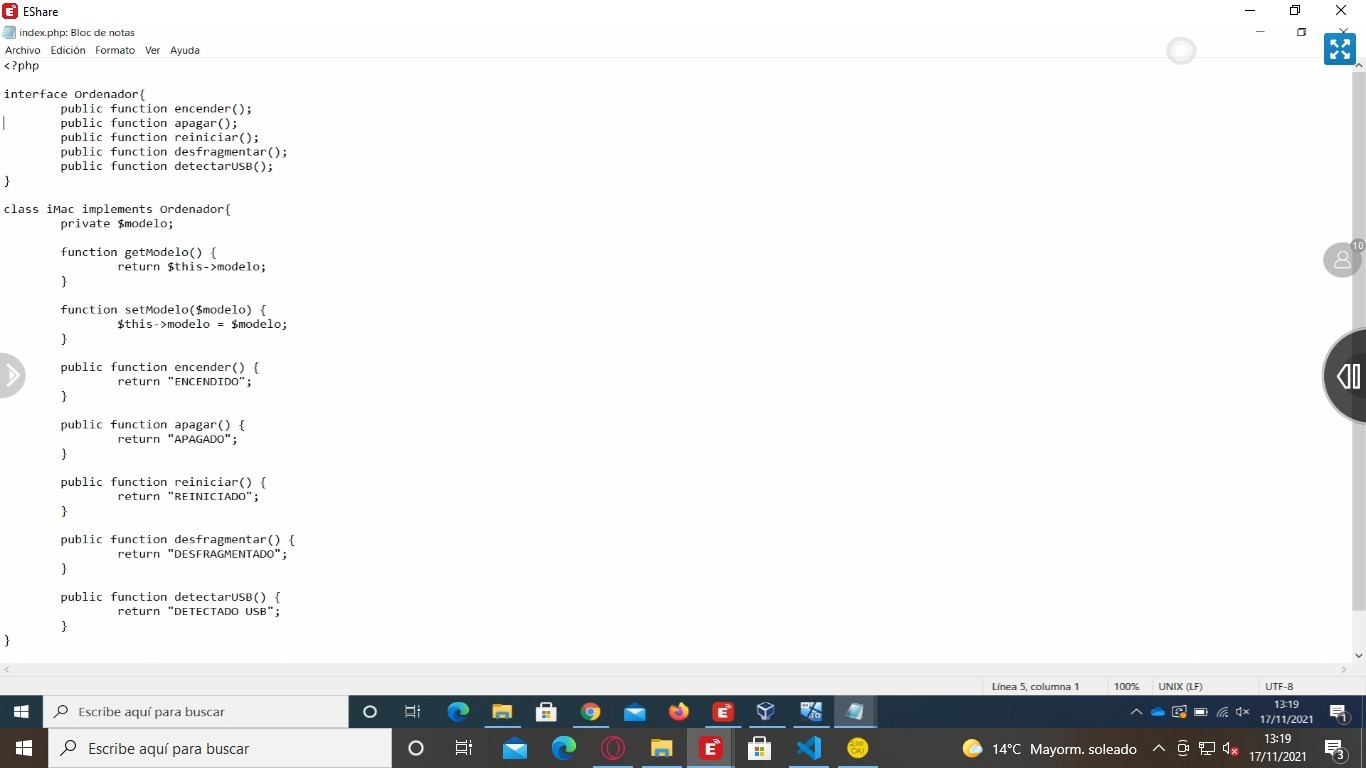 EShare
index.php: Bloc de notas
Archivo Edición Formato Ver Ayuda
<?php
interface Ordenador{
public function encender();
public function apagar();
public function reiniciar();
public function desfragmentar();
public function detectarUSB();
}
class iMac implements Ordenador{
private $modelo;
function getModelo() {
return $this->modelo;
}
function setModelo($modelo) {
$this->modelo = $modelo;
}
public function encender() {
return "ENCENDIDO";
}
public function apagar() {
return "APAGADO";
}
public function reiniciar() {
return "REINICIADO";
}
public function desfragmentar() {
return "DESFRAGMENTADO";
}
public function detectarUSB() {
return "DETECTADO USB";
}
}
10
Línea 5, columna 1 100% UNIX (LF) UTF-8
Escribe aquí para buscar
13:19
17/11/2021
1
Escribe aquí para buscar
14°C Mayorm. soleado
13:19
17/11/2021
3